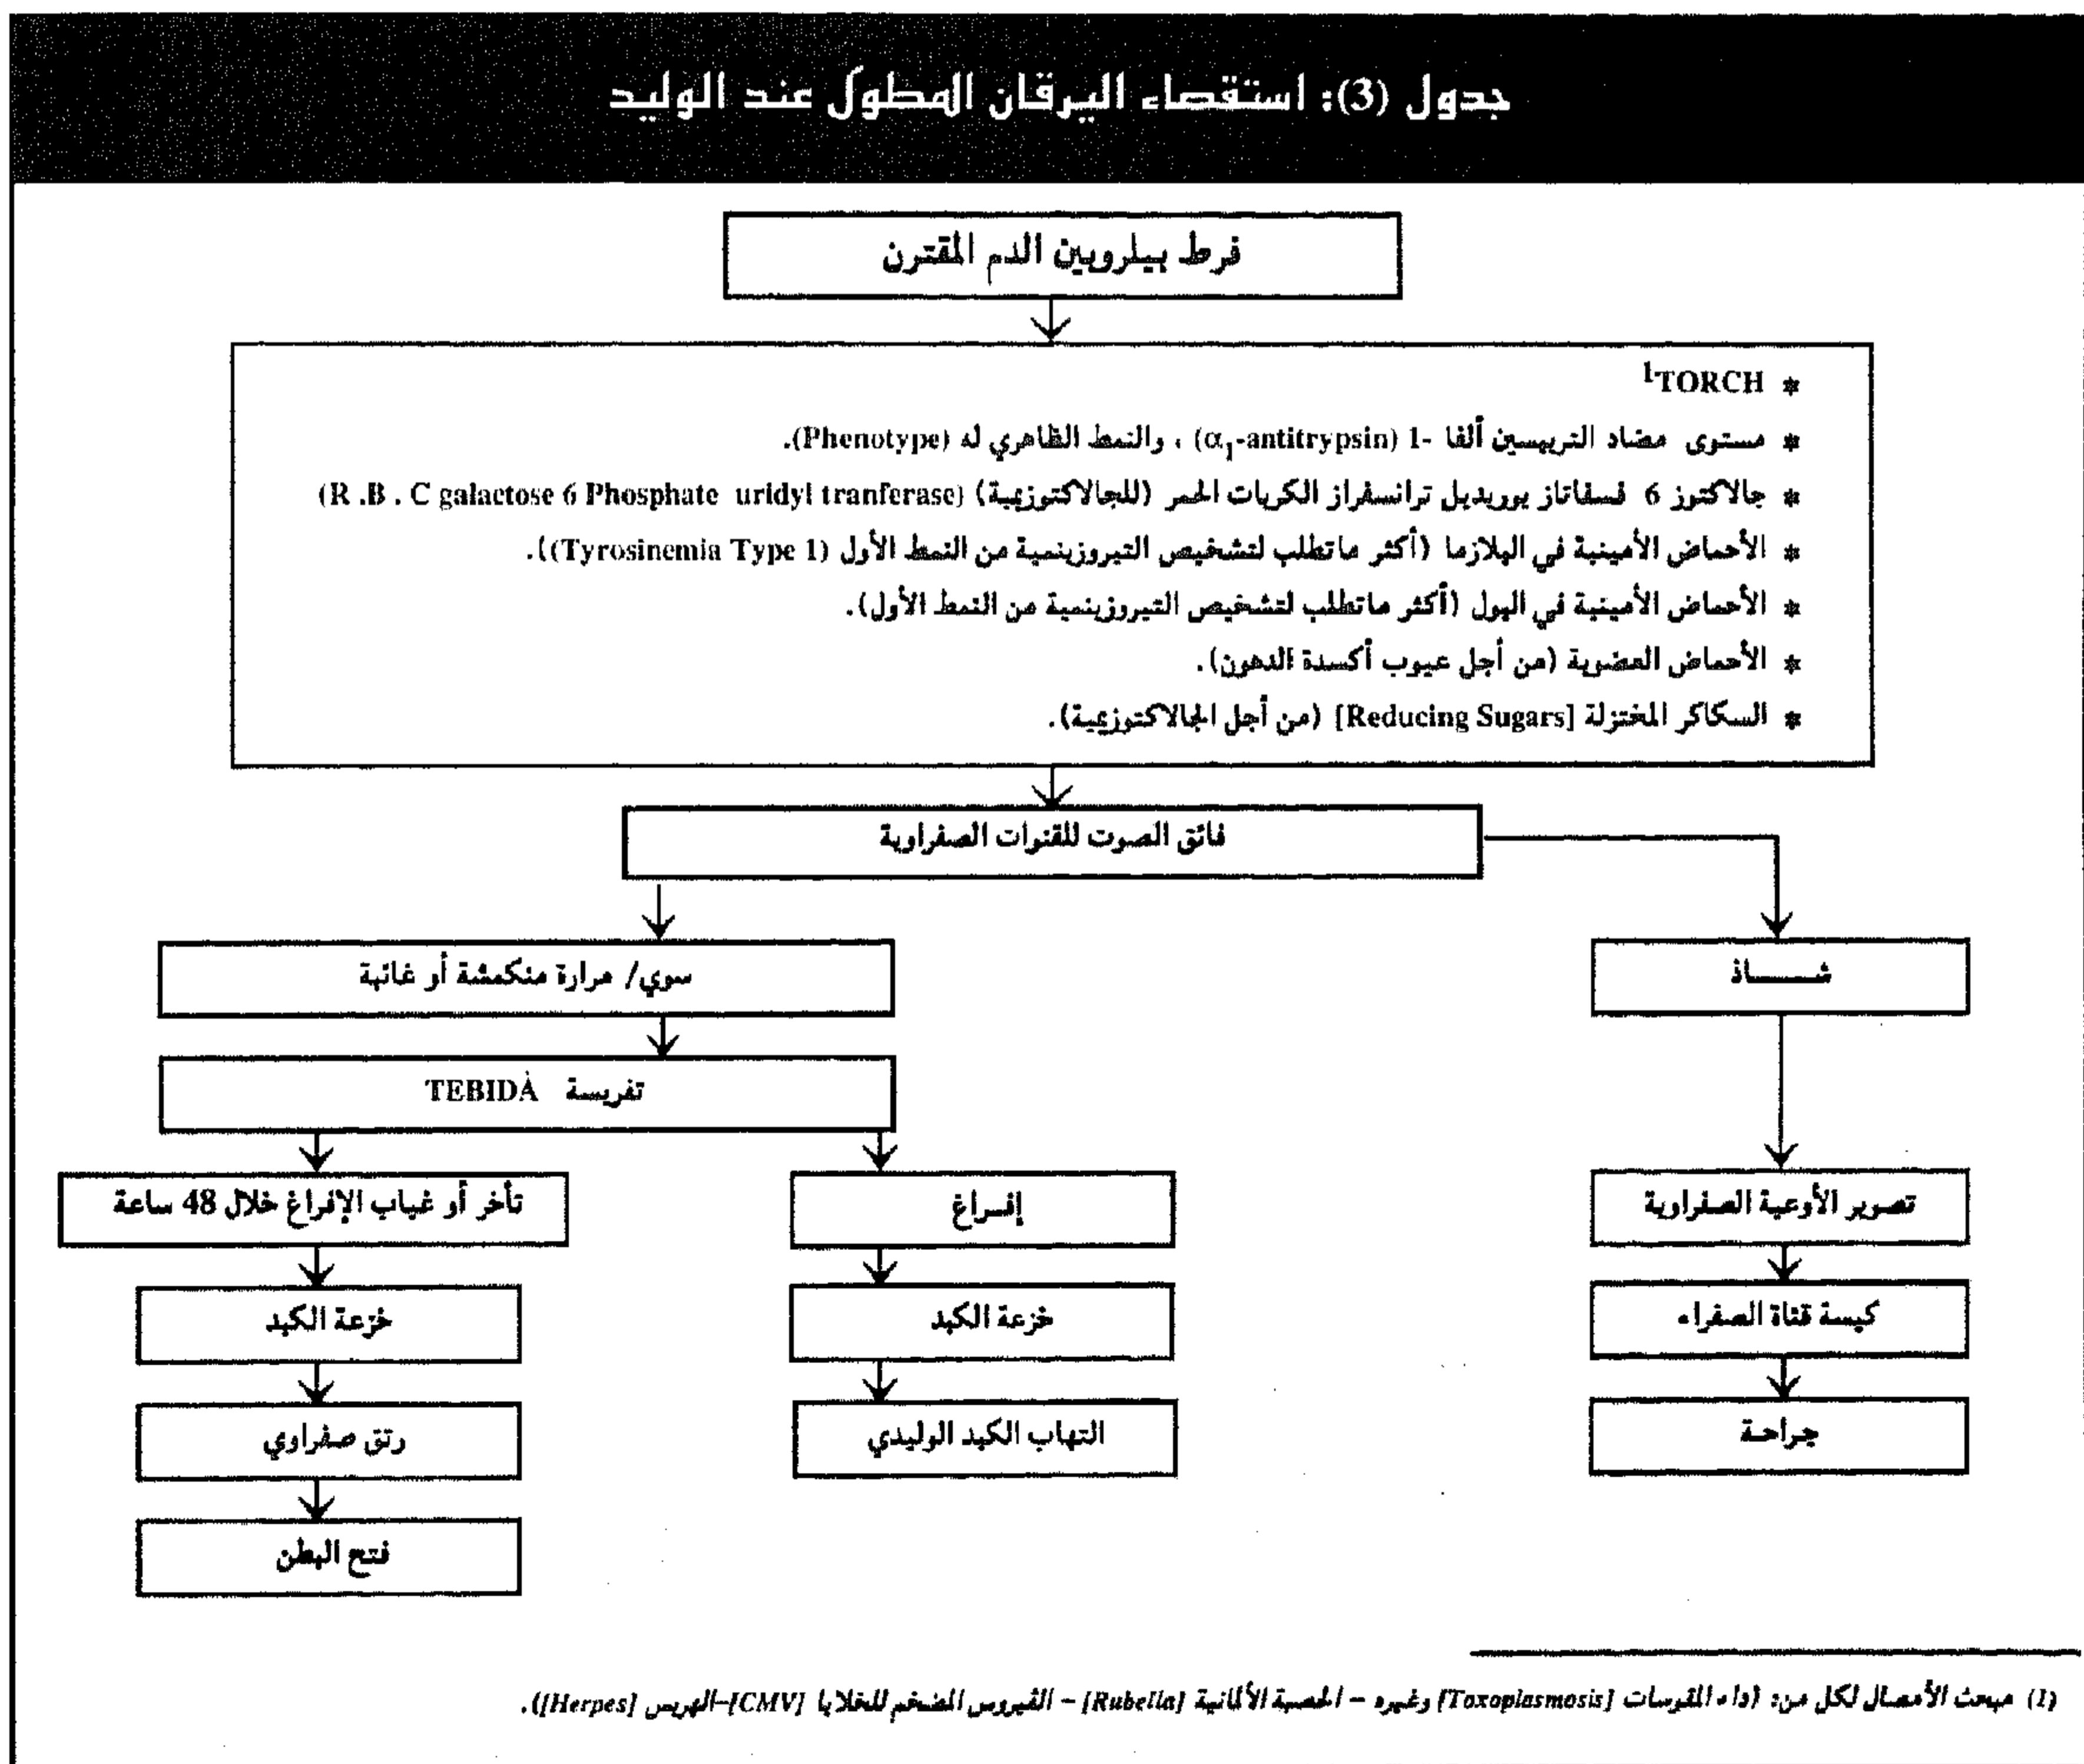 جدول (3): استقصاء اليرقان المطول عند الوليد
فرط بيلروبين الدم المقترن
* TORCH1
* مستوى مضاد التريبسين ألفا -1 (α1-antitrypsin) ، والنمط الظاهري له (Phenotype).
* جالاكتوز 6 فسفاتاز يوريديل ترانسفراز الكريات الحمر (للجالاكتوزيمية) (R .B . C galactose 6 Phosphate uridyl tranferase)
* الأحماض الأمينية في البلازما (أكثر ماتطلب لتشخيص التيروزينمية من النمط الأول (Tyrosinemia Type 1)).
* الأحماض الأمينية في البول (أكثر ماتطلب لتشخيص التيروزينمية من النمط الأول).
* الأحماض العضوية (من أجل عيوب أكسدة الدهون).
* السكاكر المختزلة [Reducing Sugars] (من أجل الجالاكتوزيمية).
فائق الصوت للقنوات الصفراوية
شـــــاذ
سوي/ مرارة منكمشة أو غائبة
تفريسة TEBIDÀ
تصوير الأوعية الصفراوية
إفراغ
تأخر أو غياب الإفراغ خلال 48 ساعة
كيسة قناة الصفراء
خزعة الكبد
خزعة الكبد
جراحة
التهاب الكبد الوليدي
رتق صفراوي
فتح البطن
(1) مبحث الأمصال لكل من: (داء المقوسات [Toxoplasmosis] وغيره – الحصبة الألمانية [Rubella] – الفيروس المضخم للخلايا [CMV]–الهربس [Herpes]).